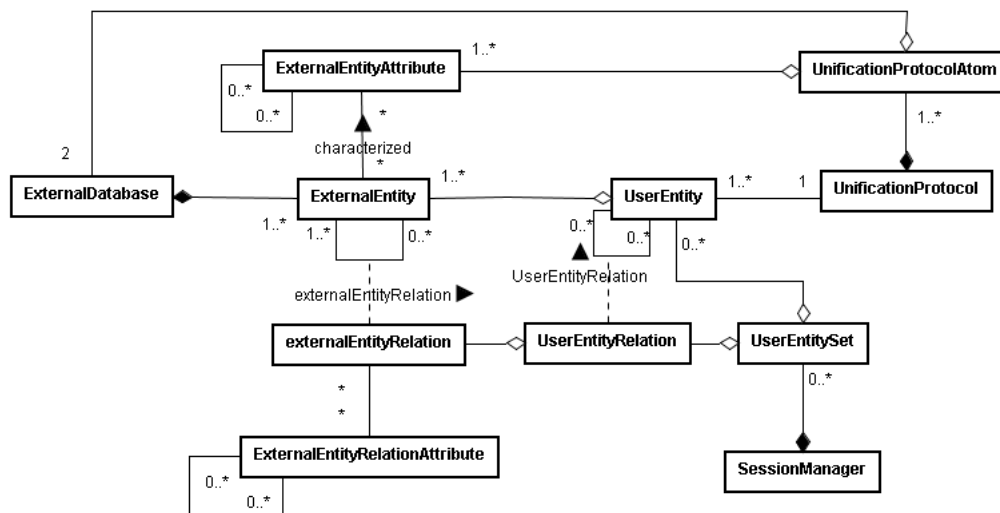 1..*
ExternalEntityAttribute
UnificationProtocolAtom
0..*
0..*
*
1..*
characterized
2
*
ExternalDatabase
ExternalEntity
1..*
UserEntity
1..*
1
UnificationProtocol
1..*
1..*
0..*
0..*
0..*
0..*
UserEntityRelation
externalEntityRelation
externalEntityRelation
UserEntityRelation
UserEntitySet
0..*
*
*
ExternalEntityRelationAttribute
SessionManager
0..*
0..*